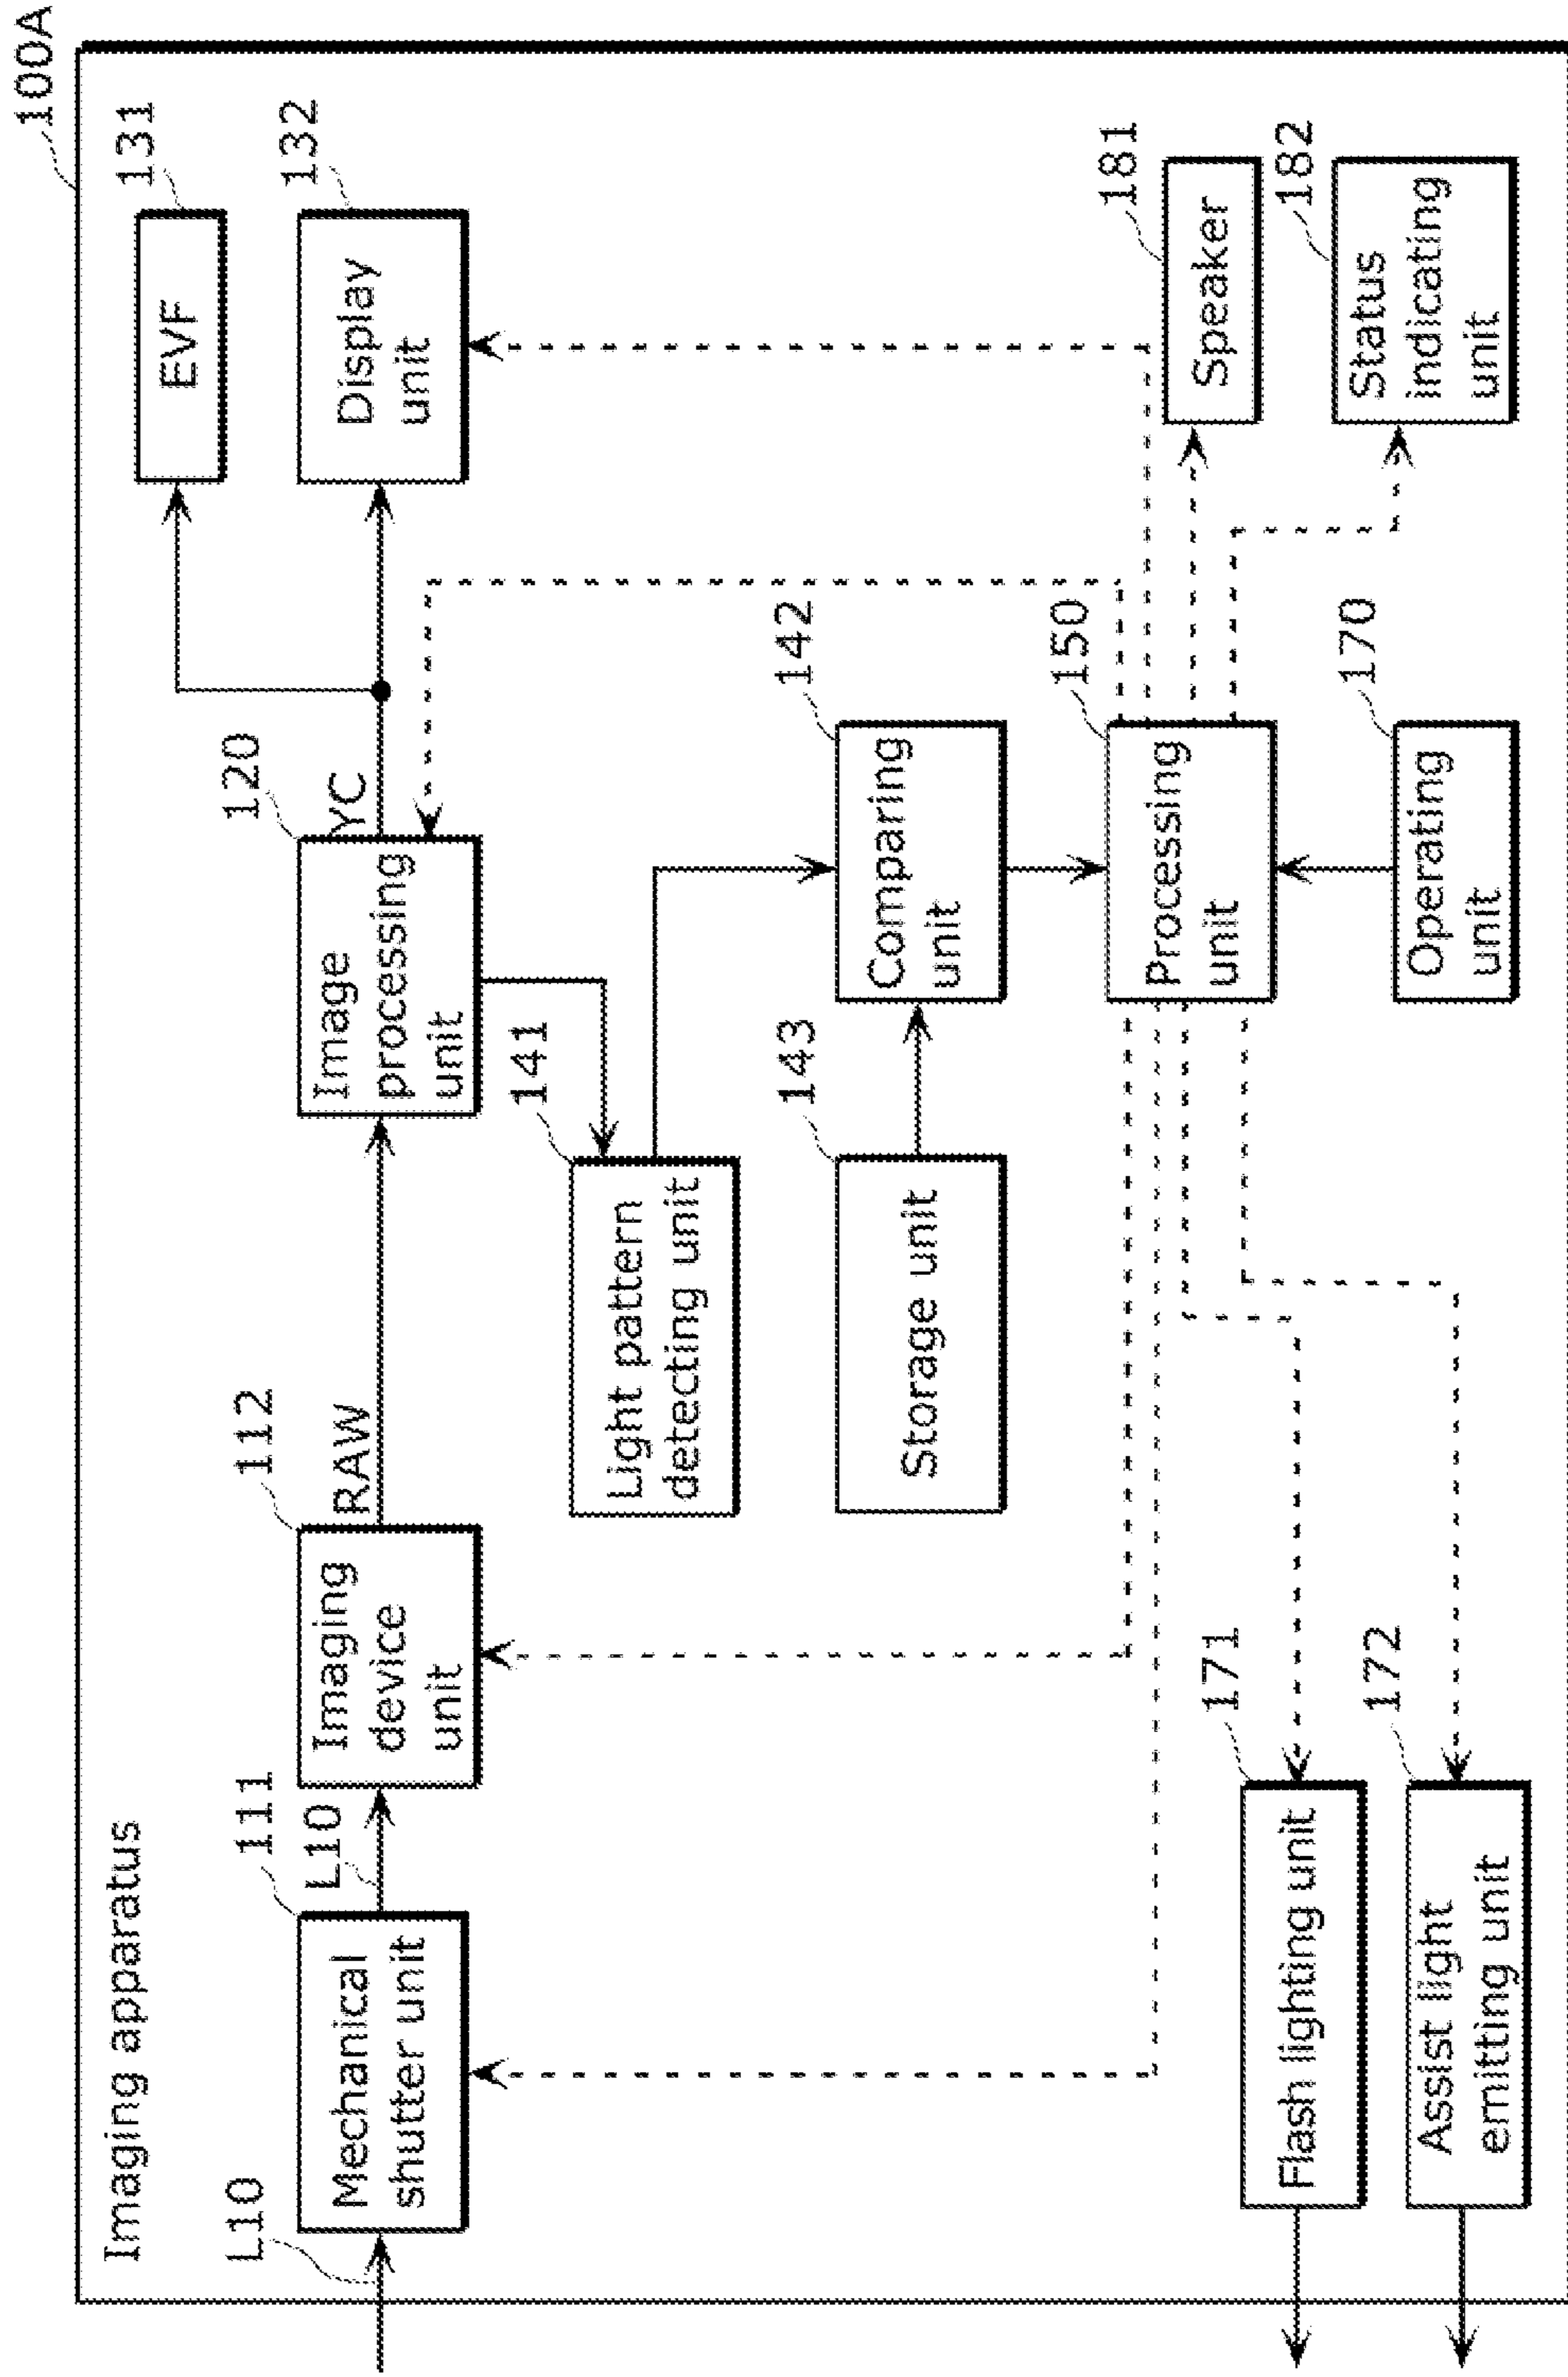 100A
Imaging apparatus
L10
111
Mechanical
shutter unit
L10
112
Imaging
device
unit
RAW
120
Image
processing
unit
YC
131
EVF
132
Display
unit
141
Light pattern
detecting unit
142
Comparing
unit
143
Storage unit
150
Processing
unit
170
Operating
unit
171
Flash lighting unit
172
Assist light
emitting unit
181
Speaker
182
Status
indicating
unit